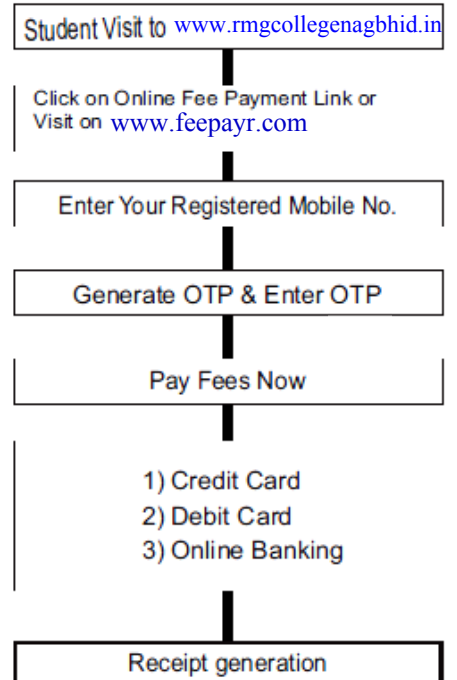 Student Visit to www.rmgcollegenagbhid.in
Click on Online Fee Payment Link or
Visit on www.feepayr.com
Enter Your Registered Mobile No.
Generate OTP & Enter OTP
Pay Fees Now
1) Credit Card
2) Debit Card
3) Online Banking
Receipt generation